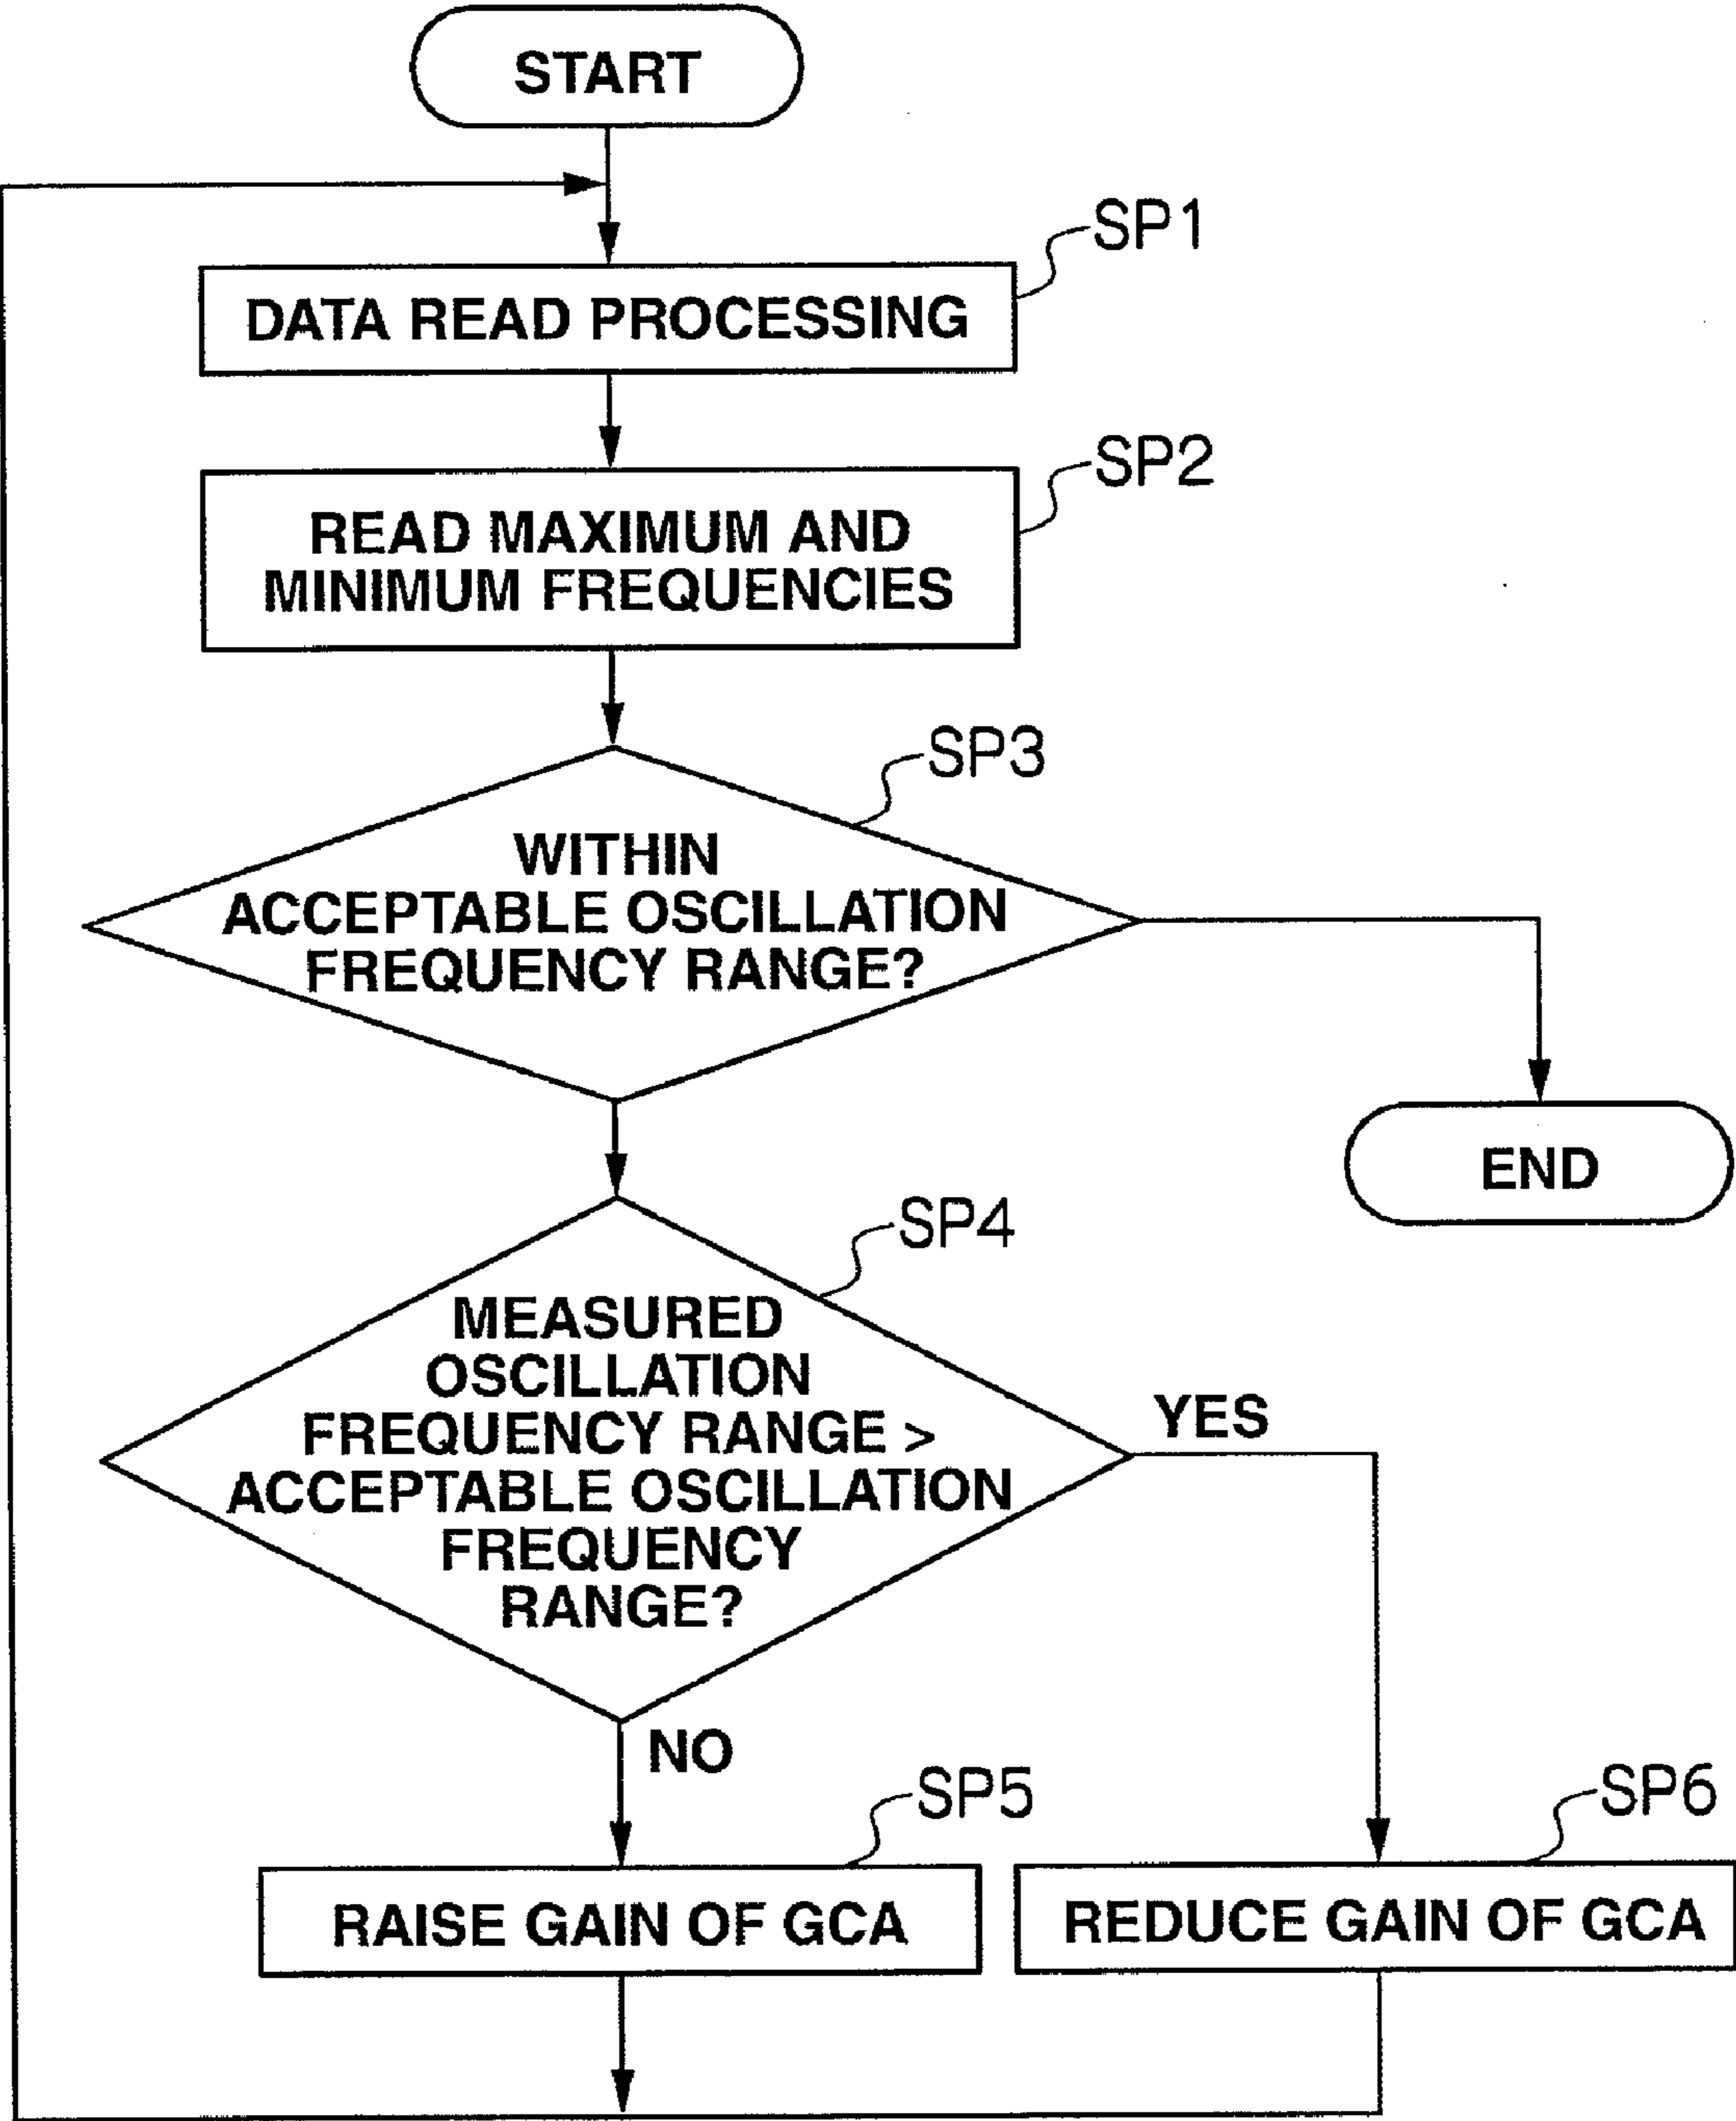 START
SP1
DATA READ PROCESSING
SP2
READ MAXIMUM AND
MINIMUM FREQUENCIES
SP3
WITHIN
ACCEPTABLE OSCILLATION
FREQUENCY RANGE?
END
SP4
MEASURED
OSCILLATION
FREQUENCY RANGE >
ACCEPTABLE OSCILLATION
FREQUENCY
RANGE?
YES
NO
SP5
SP6
RAISE GAIN OF GCA
REDUCE GAIN OF GCA